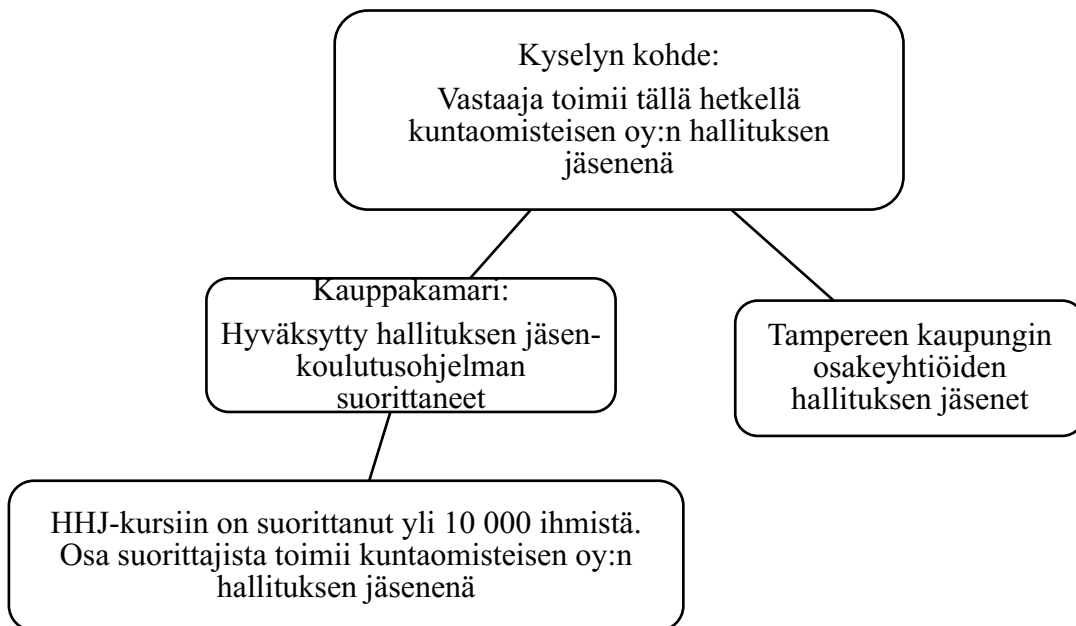 Kyselyn kohde:
Vastaaja toimii tällä hetkellä
kuntaomisteisen oy:n hallituksen
jäsenenä
Kauppakamari:
Hyväksytty hallituksen jäsen-
koulutusohjelman
suorittaneet
Tampereen kaupungin
osakeyhtiöiden
hallituksen jäsenet
HHJ-kursiin on suorittanut yli 10 000 ihmistä.
Osa suorittajista toimii kuntaomisteisen oy:n
hallituksen jäsenenä